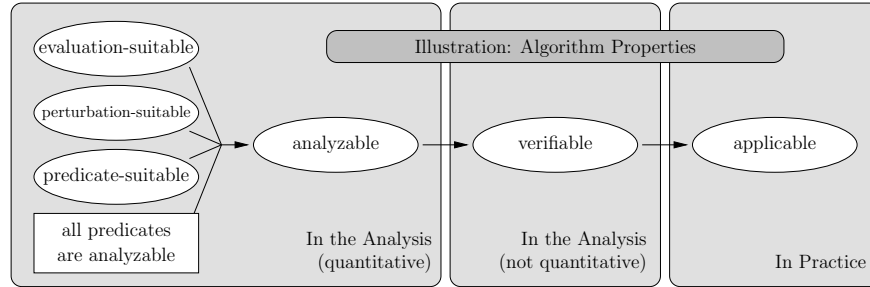 Illustration: Algorithm Properties
evaluation-suitable
perturbation-suitable
predicate-suitable
all predicates
are analyzable
analyzable
verifiable
applicable
In the Analysis
(quantitative)
In the Analysis
(not quantitative)
In Practice